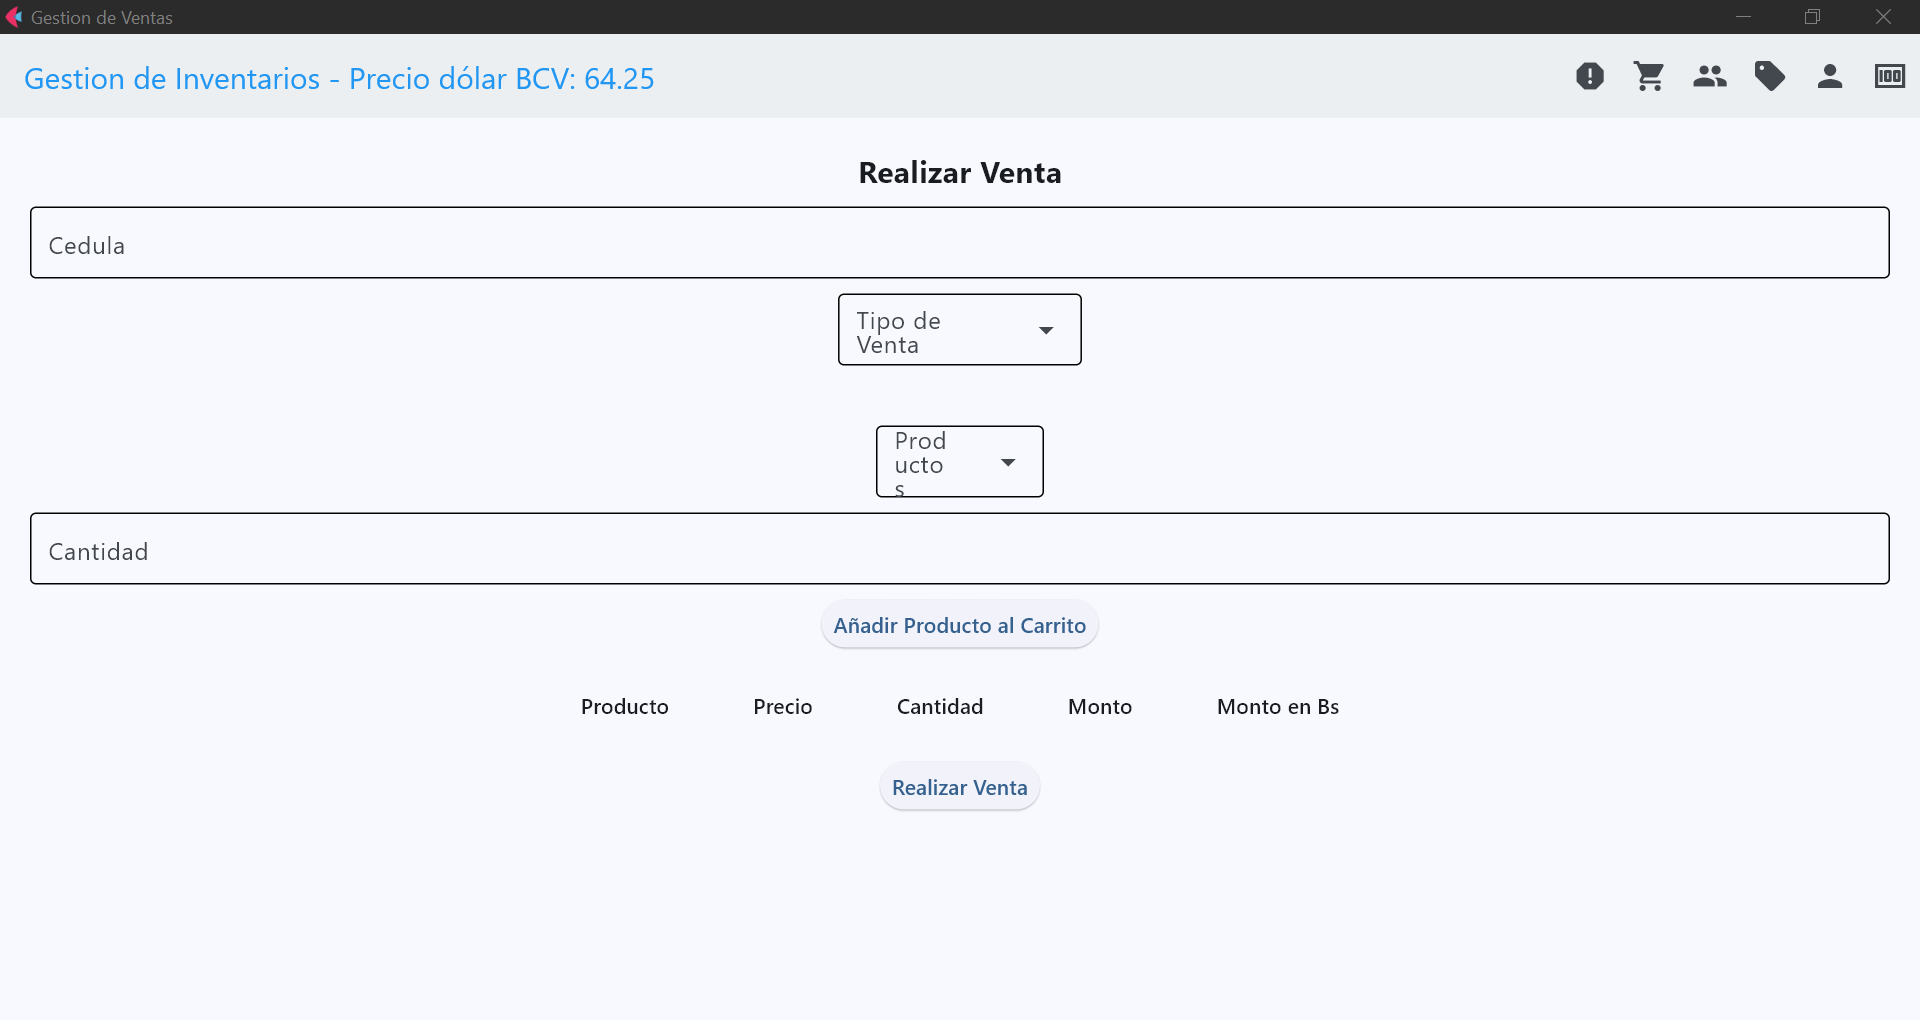 Gestion de Ventas
Gestion de Inventarios - Precio dólar BCV: 64.25
100
Realizar Venta
Cedula
Tipo de
Venta
Prod
ucto
s
Cantidad
Añadir Producto al Carrito
Producto Precio Cantidad Monto Monto en Bs
Realizar Venta